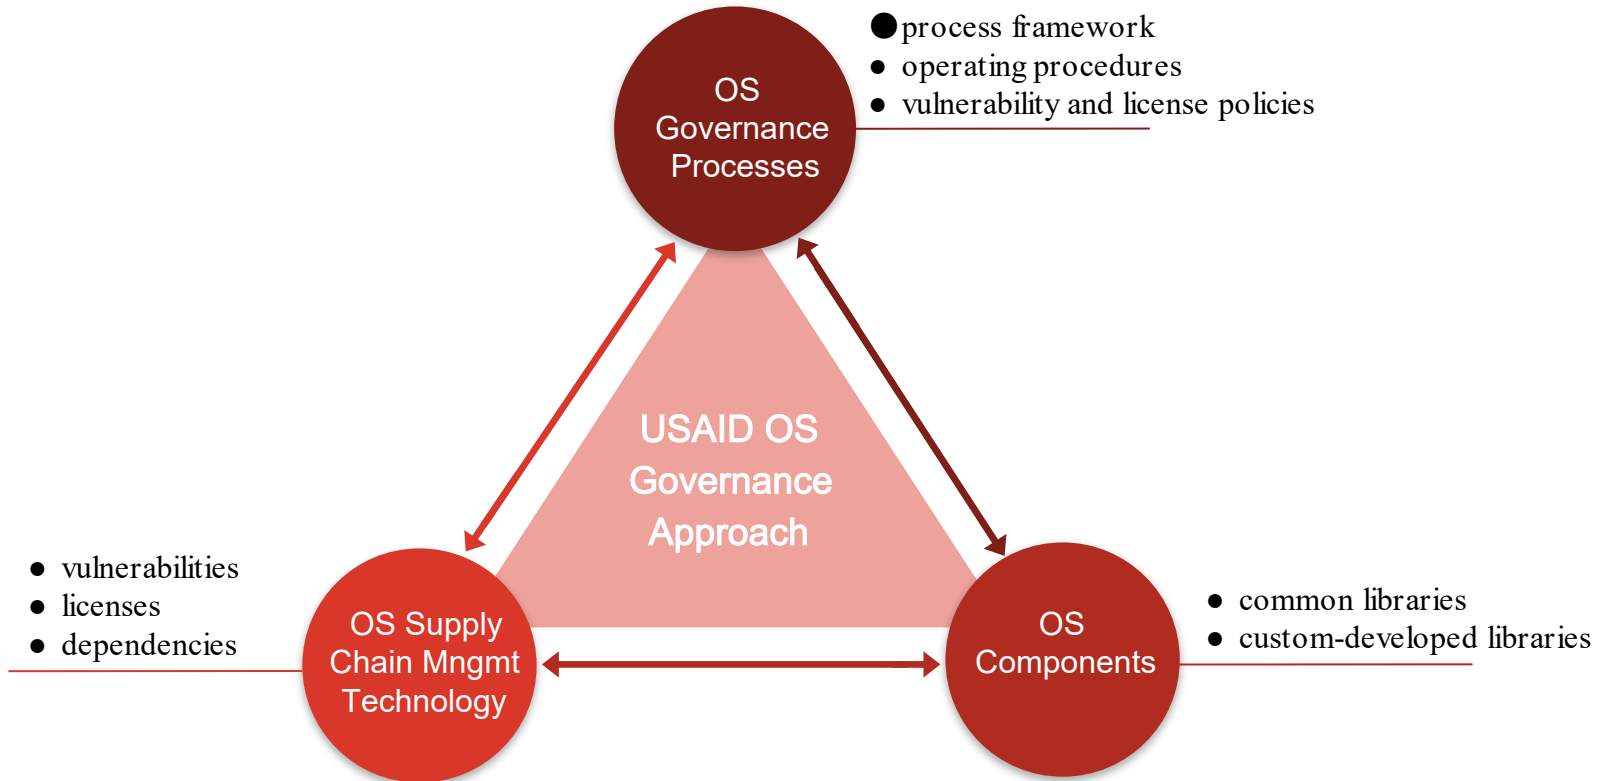 ● process framework
● operating procedures
● vulnerability and license policies
OS
Governance
Processes
USAID OS
Governance
Approach
● vulnerabilities
● licenses
● dependencies
OS Supply
Chain Mngmt
Technology
OS
Components
● common libraries
● custom-developed libraries